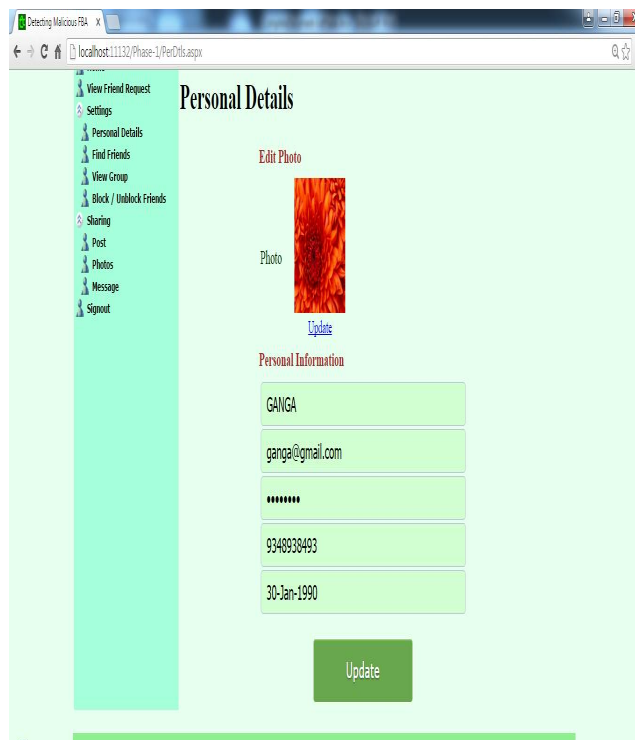 Detecting Malicious FBA x
localhost:11132/Phase-1/PerDtls.aspx
View Friend Request
Settings
Personal Details
Find Friends
View Group
Block / Unblock Friends
Sharing
Post
Photos
Message
Signout
Personal Details
Edit Photo
Photo
Update
Personal Information
GANGA
ganga@gmail.com
••••••••
9348938493
30-Jan-1990
Update